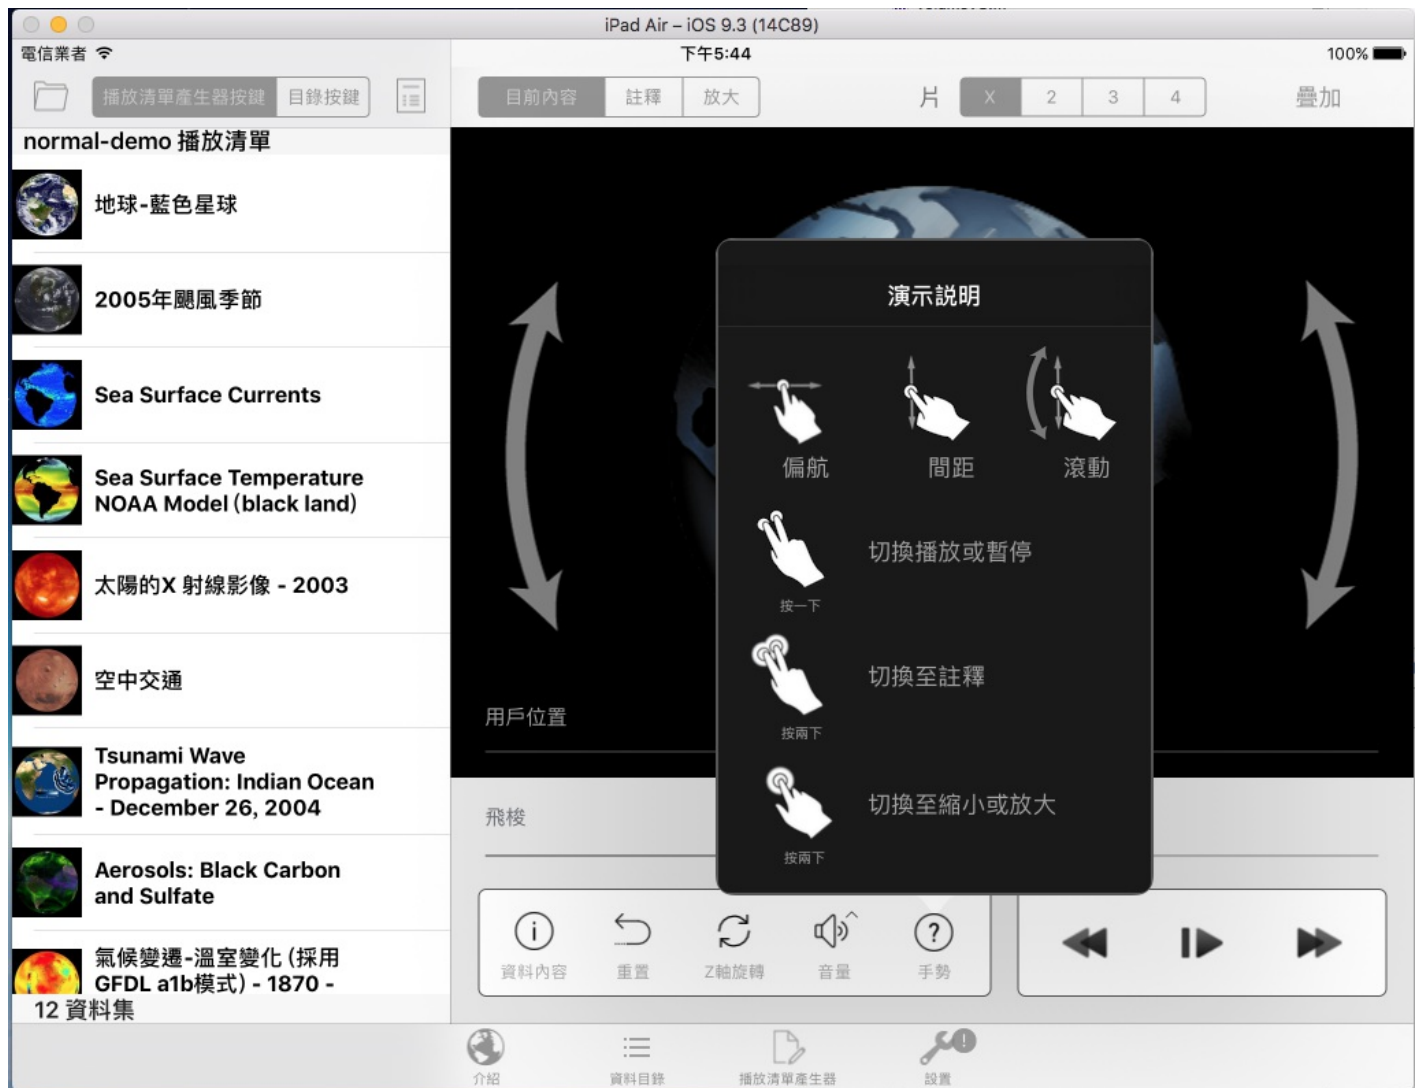 iPad Air – iOS 9.3 (14C89)
電信業者
下午5:44
100%
播放清單產生器按鍵
目錄按鍵
目前內容
註釋
放大
片
X
2
3
4
疊加
normal-demo 播放清單
地球-藍色星球
2005年颶風季節
Sea Surface Currents
Sea Surface Temperature
NOAA Model (black land)
太陽的X 射線影像 - 2003
空中交通
Tsunami Wave
Propagation: Indian Ocean
- December 26, 2004
Aerosols: Black Carbon
and Sulfate
氣候變遷-溫室變化 (採用
GFDL a1b模式) - 1870 -
12 資料集
演示説明
偏航
間距
滾動
按一下
切換播放或暫停
按兩下
切換至註釋
按兩下
切換至縮小或放大
用戶位置
飛梭
i
資料內容
重置
Z軸旋轉
音量
?
手勢
介紹
資料目錄
播放清單產生器
!
設置